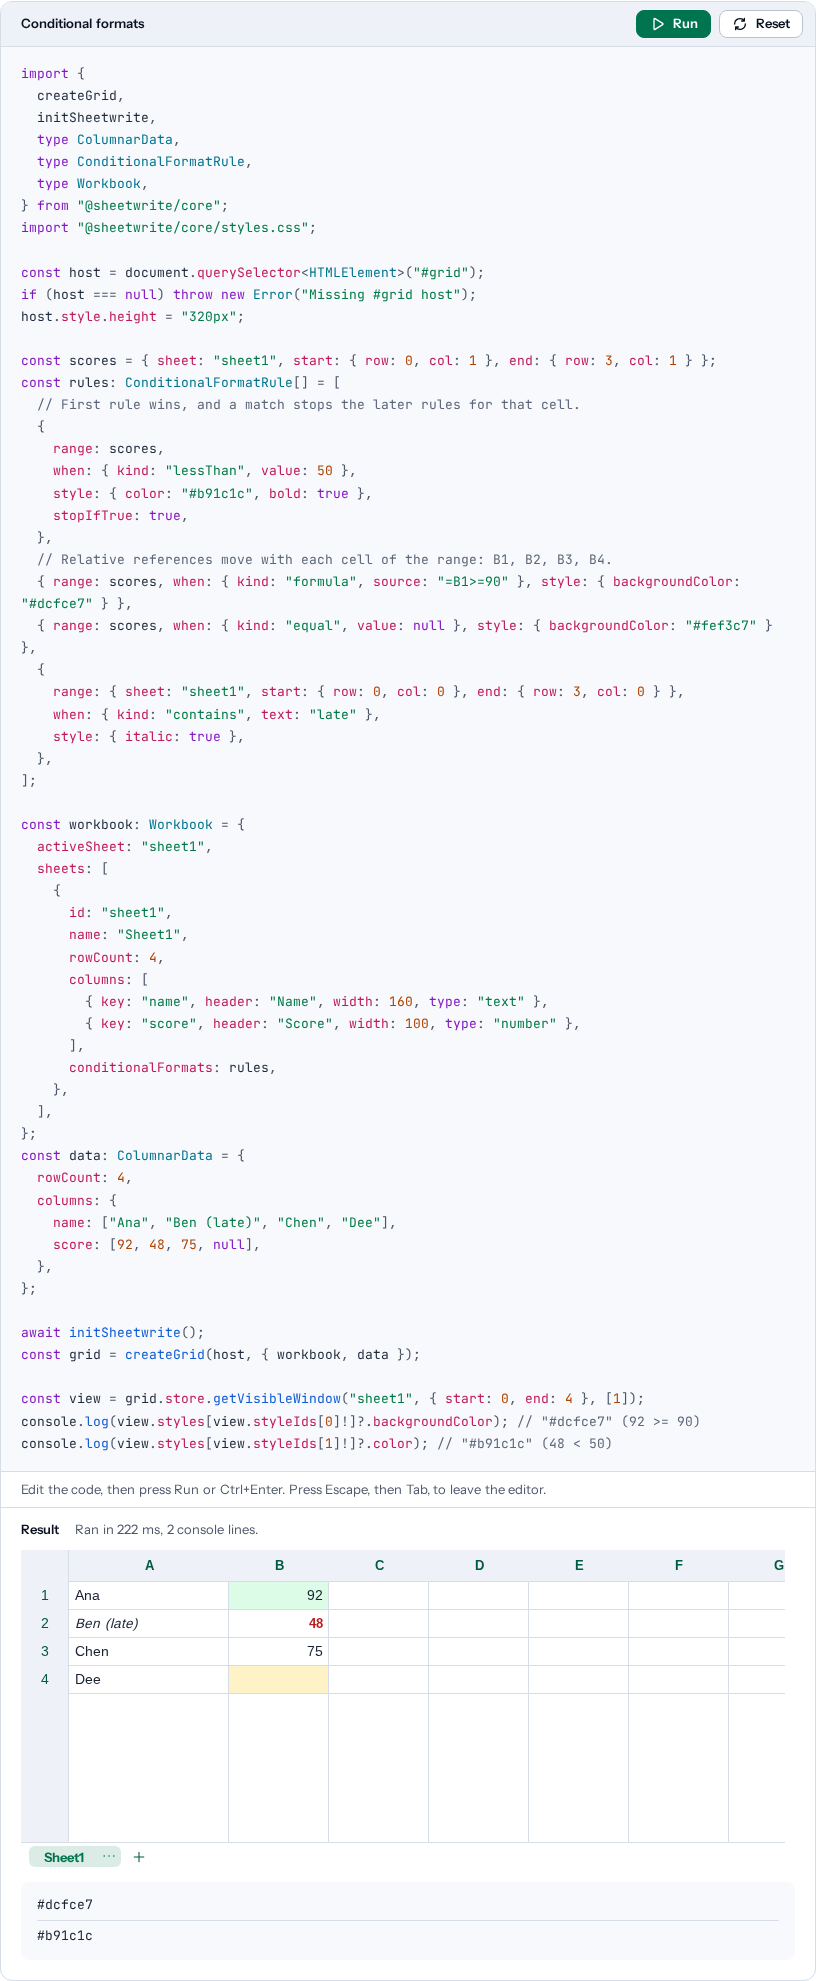 Conditional formats
Run
Reset
import {
  createGrid,
  initSheetwrite,
  type ColumnarData,
  type ConditionalFormatRule,
  type Workbook,
} from "@sheetwrite/core";
import "@sheetwrite/core/styles.css";

const host = document.querySelector<HTMLElement>("#grid");
if (host === null) throw new Error("Missing #grid host");
host.style.height = "320px";

const scores = { sheet: "sheet1", start: { row: 0, col: 1 }, end: { row: 3, col: 1 } };
const rules: ConditionalFormatRule[] = [
  // First rule wins, and a match stops the later rules for that cell.
  {
    range: scores,
    when: { kind: "lessThan", value: 50 },
    style: { color: "#b91c1c", bold: true },
    stopIfTrue: true,
  },
  // Relative references move with each cell of the range: B1, B2, B3, B4.
  { range: scores, when: { kind: "formula", source: "=B1>=90" }, style: { backgroundColor:
"#dcfce7" } },
  { range: scores, when: { kind: "equal", value: null }, style: { backgroundColor: "#fef3c7" }
},
  {
    range: { sheet: "sheet1", start: { row: 0, col: 0 }, end: { row: 3, col: 0 } },
    when: { kind: "contains", text: "late" },
    style: { italic: true },
  },
];

const workbook: Workbook = {
  activeSheet: "sheet1",
  sheets: [
    {
      id: "sheet1",
      name: "Sheet1",
      rowCount: 4,
      columns: [
        { key: "name", header: "Name", width: 160, type: "text" },
        { key: "score", header: "Score", width: 100, type: "number" },
      ],
      conditionalFormats: rules,
    },
  ],
};
const data: ColumnarData = {
  rowCount: 4,
  columns: {
    name: ["Ana", "Ben (late)", "Chen", "Dee"],
    score: [92, 48, 75, null],
  },
};

await initSheetwrite();
const grid = createGrid(host, { workbook, data });

const view = grid.store.getVisibleWindow("sheet1", { start: 0, end: 4 }, [1]);
console.log(view.styles[view.styleIds[0]!]?.backgroundColor); // "#dcfce7" (92 >= 90)
console.log(view.styles[view.styleIds[1]!]?.color); // "#b91c1c" (48 < 50)
Edit the code, then press Run or Ctrl+Enter. Press Escape, then Tab, to leave the editor.
Result Ran in 222 ms, 2 console lines.
A B C D E F G
1 Ana 92
2 Ben (late) 48
3 Chen 75
4 Dee
Sheet1 ··· +
#dcfce7
#b91c1c